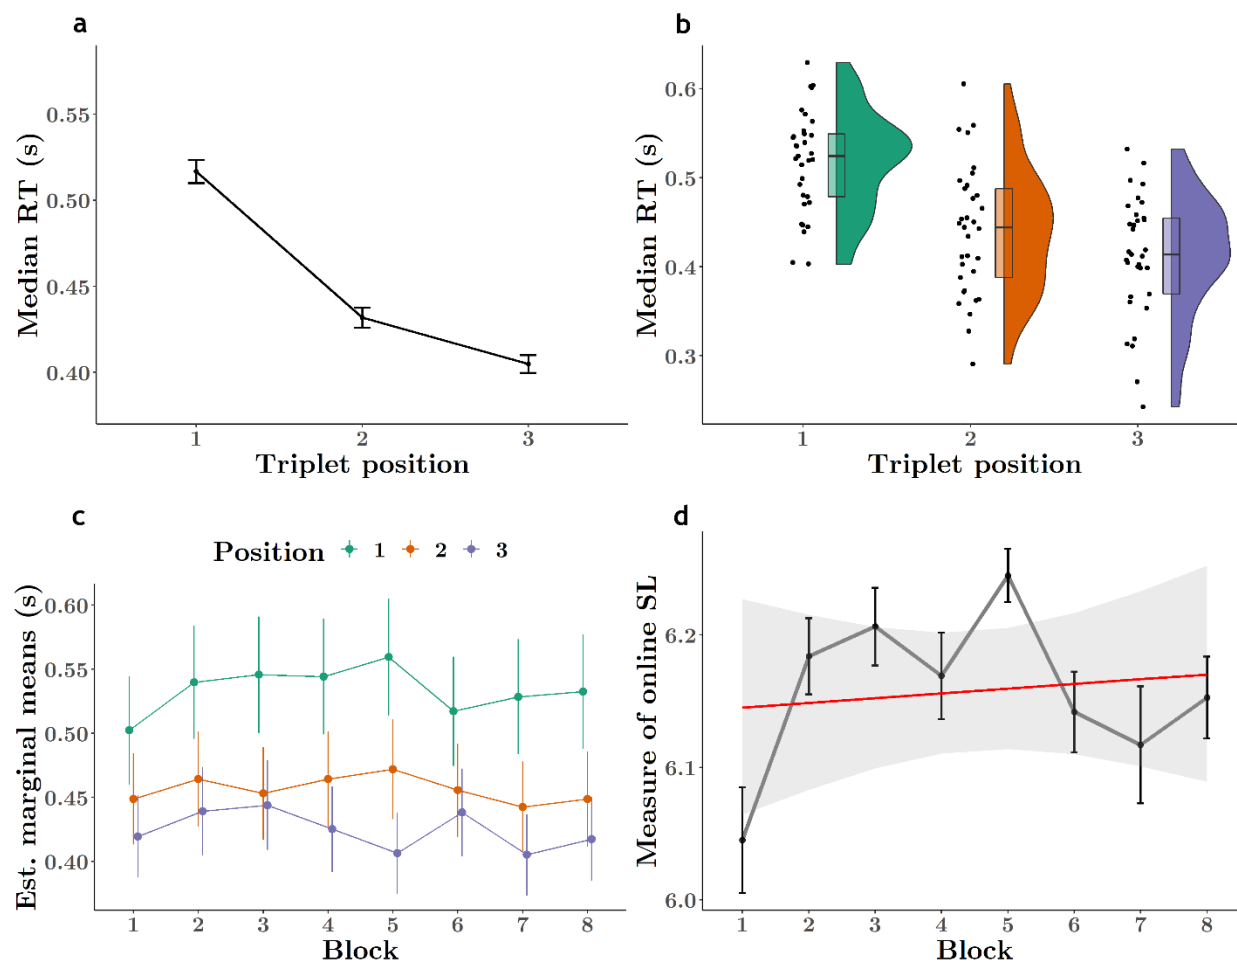 a
Median RT (s)
0.55
0.50
0.45
0.40
1 2 3
Triplet position
b
Median RT (s)
0.6
0.5
0.4
0.3
1 2 3
Triplet position
c
Position 1 2 3
Est. marginal means (s)
0.60
0.55
0.50
0.45
0.40
1 2 3 4 5 6 7 8
Block
d
Measure of online SL
6.2
6.1
6.0
1 2 3 4 5 6 7 8
Block